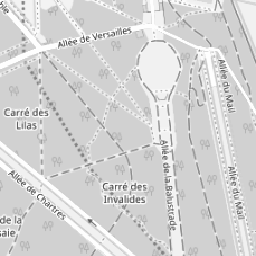 Allée de Versailles
Allée du Mail
Carré des
Lilas
Allée de la Balustrade
Allée de Chartres
Carré des
Invalides
Allée du Mail
de la